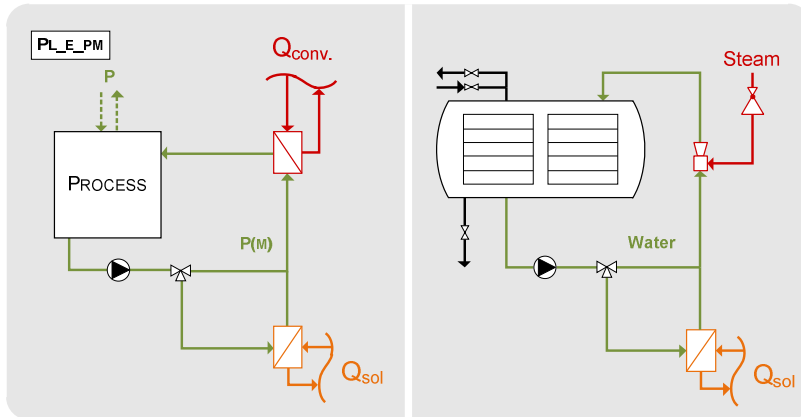 PL_E_PM
P
Qconv.
PROCESS
P(M)
Qsol
Steam
Water
Qsol